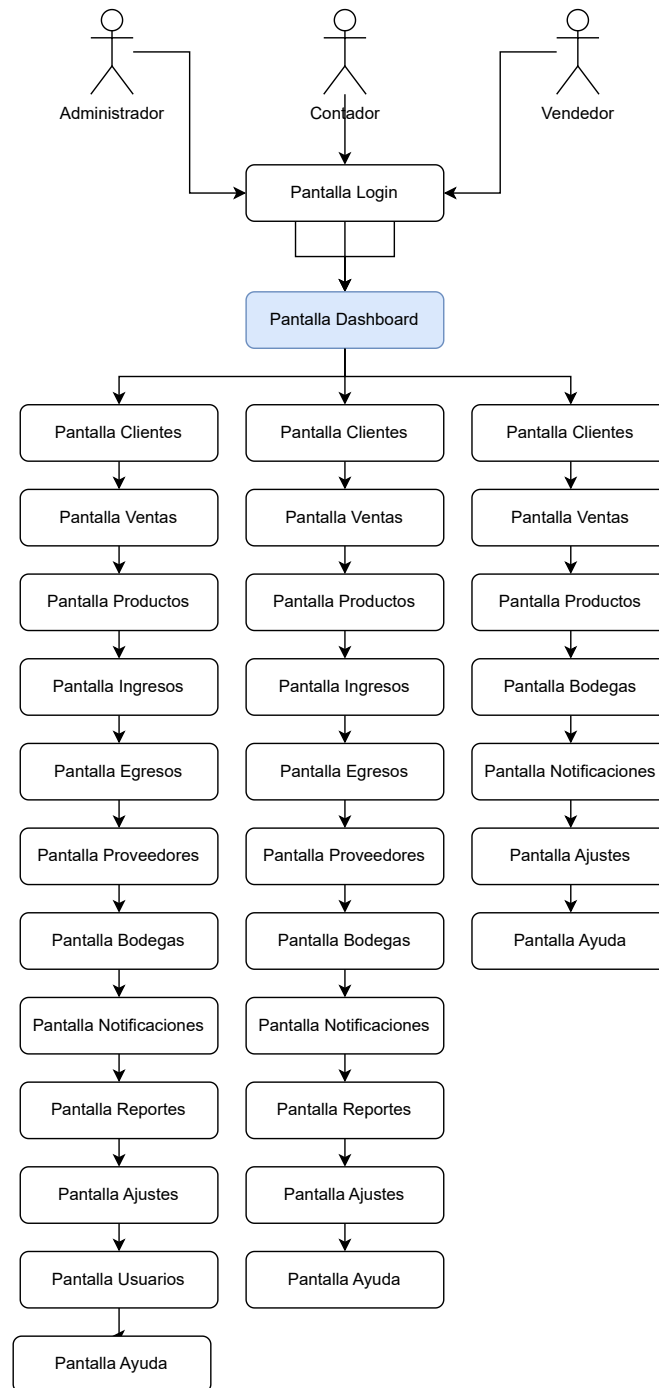 Administrador
Contador
Vendedor
Pantalla Login
Pantalla Dashboard
Pantalla Clientes
Pantalla Clientes
Pantalla Clientes
Pantalla Ventas
Pantalla Ventas
Pantalla Ventas
Pantalla Productos
Pantalla Productos
Pantalla Productos
Pantalla Ingresos
Pantalla Ingresos
Pantalla Bodegas
Pantalla Egresos
Pantalla Egresos
Pantalla Notificaciones
Pantalla Proveedores
Pantalla Proveedores
Pantalla Ajustes
Pantalla Bodegas
Pantalla Bodegas
Pantalla Ayuda
Pantalla Notificaciones
Pantalla Notificaciones
Pantalla Reportes
Pantalla Reportes
Pantalla Ajustes
Pantalla Ajustes
Pantalla Usuarios
Pantalla Ayuda
Pantalla Ayuda